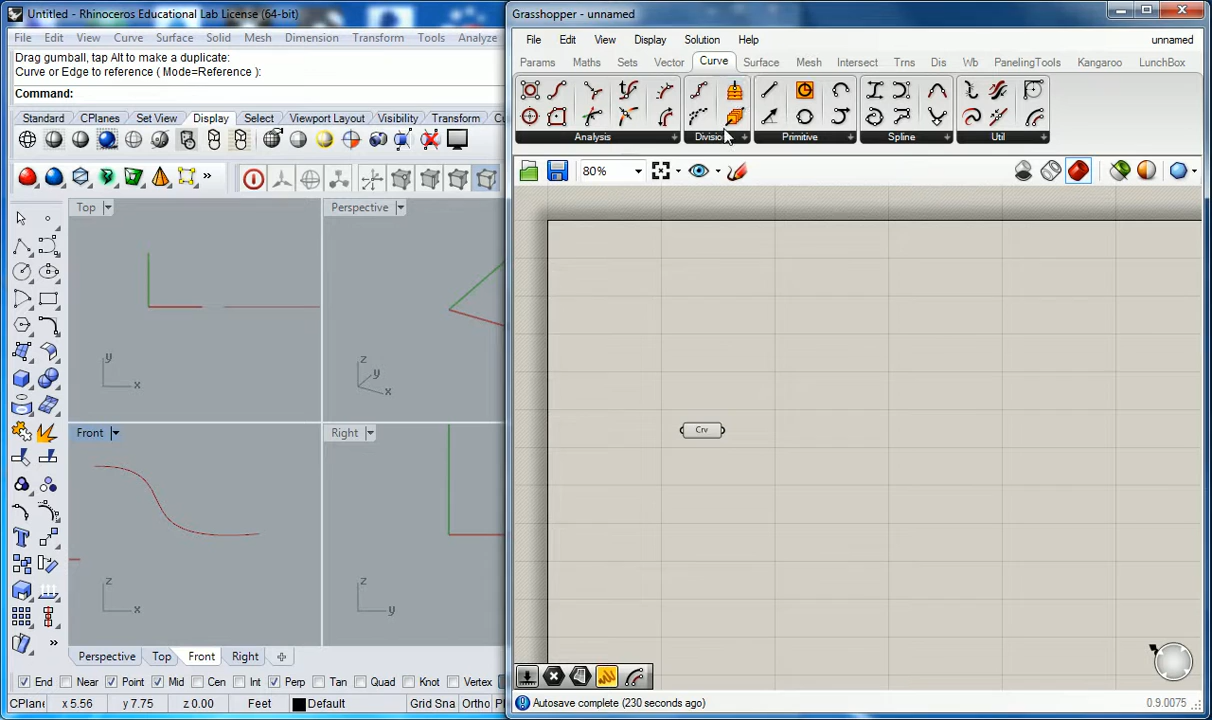 Untitled - Rhinoceros Educational Lab License (64-bit)
File Edit View Curve Surface Solid Mesh Dimension Transform Tools Analyze
Drag gumball, tap Alt to make a duplicate:
Curve or Edge to reference ( Mode=Reference ):
Command:
Standard CPlanes Set View Display Select Viewport Layout Visibility Transform
Top
Perspective
y
x
z
y
x
Front
Right
z
x
z
y
Perspective Top Front Right
End Near Point Mid Cen Int Perp Tan Quad Knot Vertex
CPlane x 5.56 y 7.75 z 0.00 Feet Default Grid Sna Ortho
Grasshopper - unnamed
File Edit View Display Solution Help
unnamed
Params Maths Sets Vector Curve Surface Mesh Intersect Trns Dis Wb PanelingTools Kangaroo LunchBox
Analysis Primitive Spline Util
80%
Crv
Autosave complete (230 seconds ago)
0.9.0075